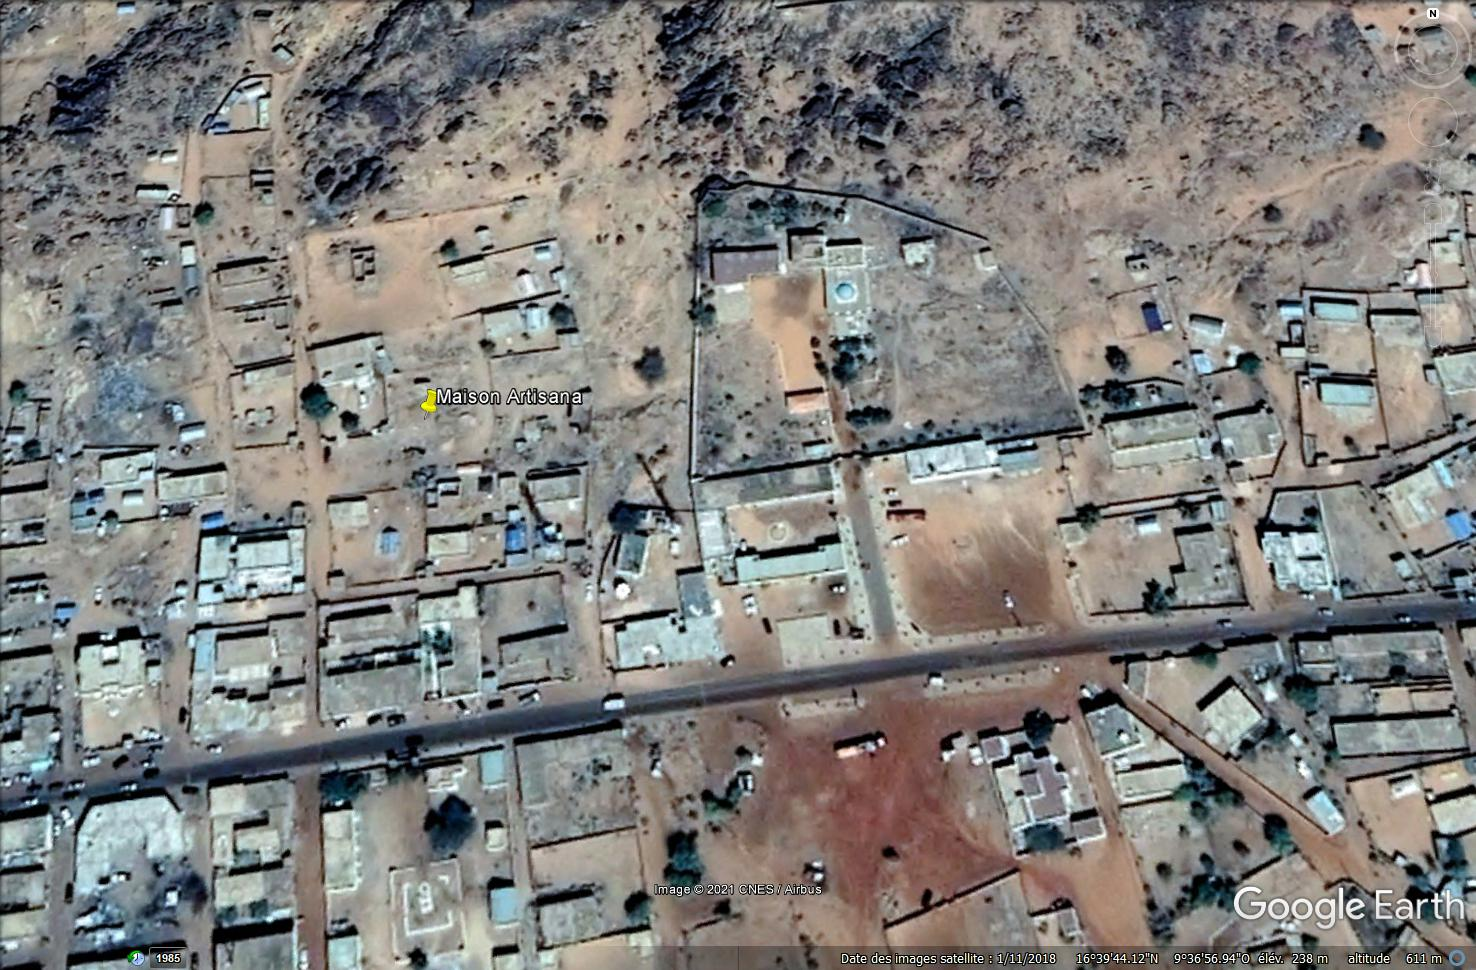 N
Maison Artisana
Image © 2021 CNES / Airbus
Google Earth
1985
Date des images satellite : 1/11/2018 16°39'44.12"N 9°36'56.94"O élév. 238 m altitude 611 m